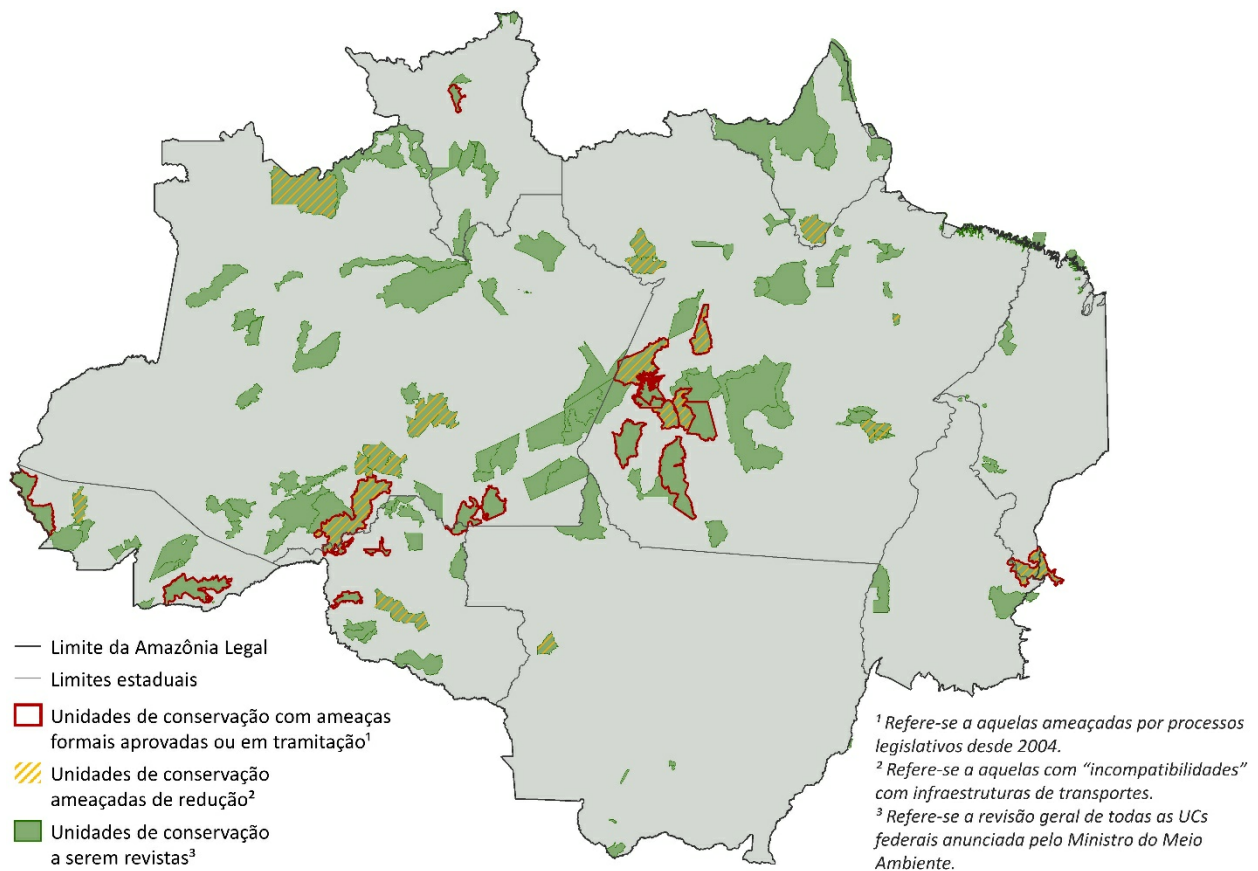 Limite da Amazônia Legal
Limites estaduais
Unidades de conservação com ameaças
formais aprovadas ou em tramitação¹
Unidades de conservação
ameaçadas de redução²
Unidades de conservação
a serem revistas³
¹ Refere-se a aquelas ameaçadas por processos
legislativos desde 2004.
² Refere-se a aquelas com “incompatibilidades”
com infraestruturas de transportes.
³ Refere-se a revisão geral de todas as UCs
federais anunciada pelo Ministro do Meio
Ambiente.